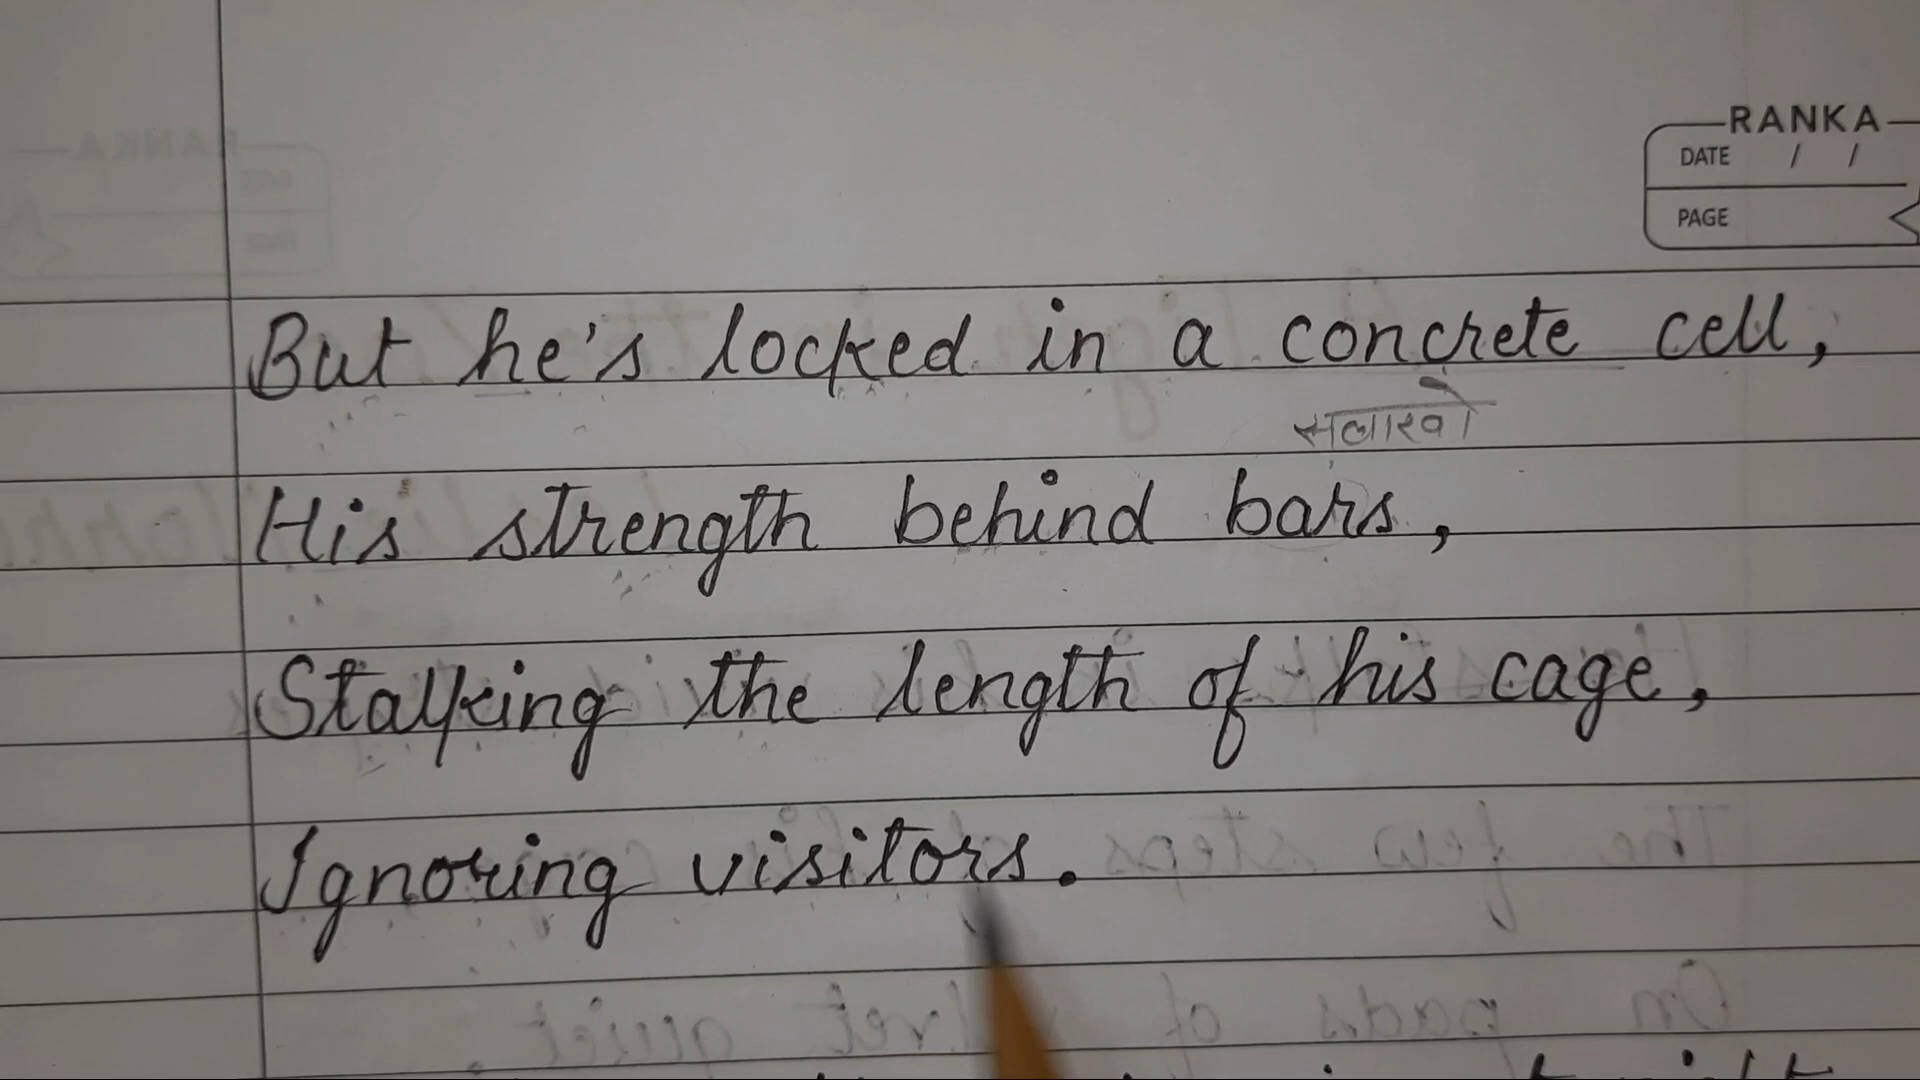 RANKA
DATE / /
PAGE
But he's locked in a concrete cell,
सलाखो
His strength behind bars,
Stalking the length of his cage,
Ignoring visitors.